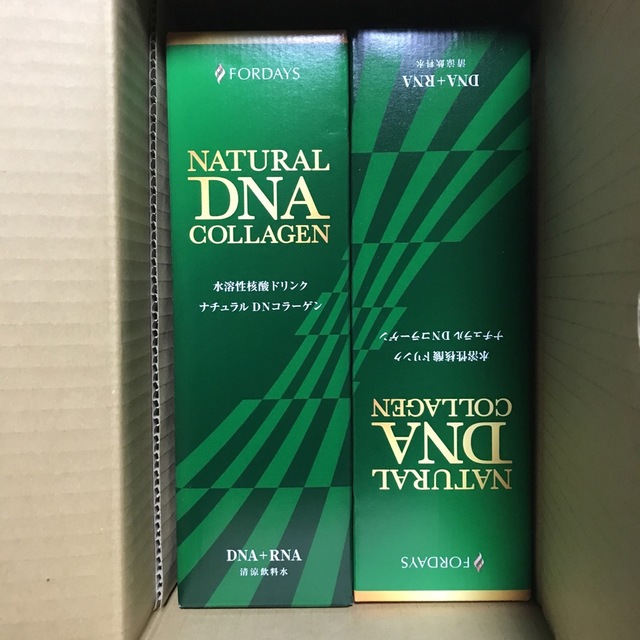 FORDAYS
NATURAL
DNA
COLLAGEN
水溶性核酸ドリンク
ナチュラル DNコラーゲン
DNA+RNA
清涼飲料水
FORDAYS
NATURAL
DNA
COLLAGEN
水溶性核酸ドリンク
ナチュラル DNコラーゲン
DNA+RNA
清涼飲料水